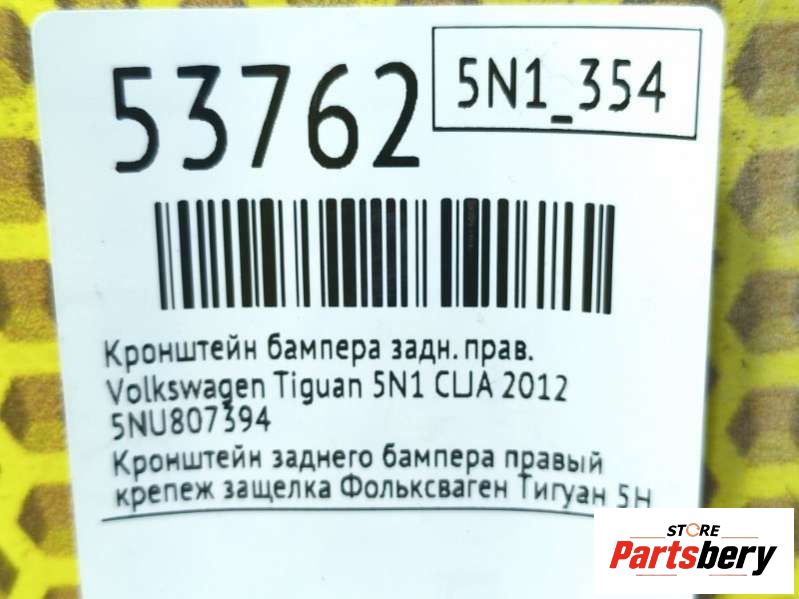 53762
5N1_354
Кронштейн бампера задн. прав.
Volkswagen Tiguan 5N1 США 2012
5NU807394
Кронштейн заднего бампера правый
крепеж защелка Фольксваген Тигуан 5Н
STORE
Partsbery